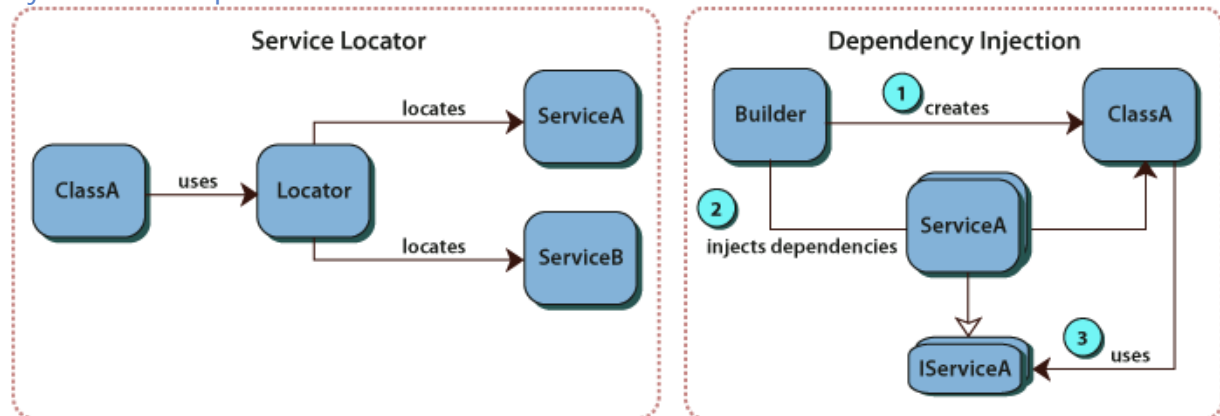 Service Locator
ClassA
uses
Locator
locates
ServiceA
locates
ServiceB
Dependency Injection
Builder
1
creates
ClassA
2
injects dependencies
ServiceA
IServiceA
3
uses